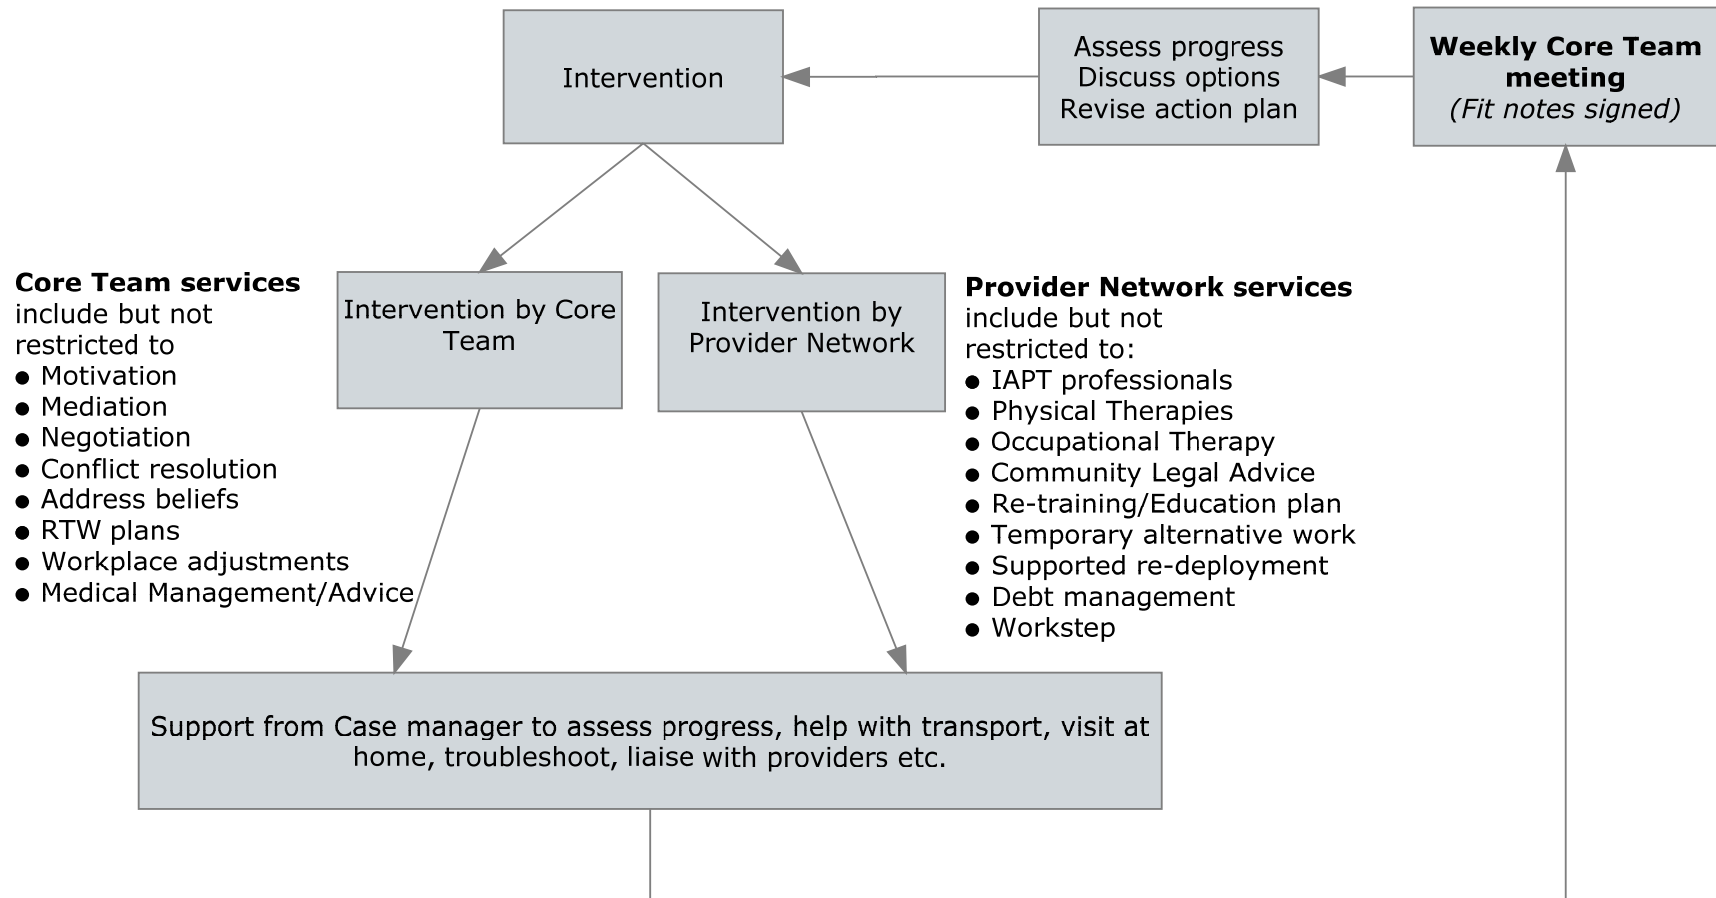 Intervention
Assess progress
Discuss options
Revise action plan
Weekly Core Team
meeting
(Fit notes signed)
Core Team services
include but not
restricted to
● Motivation
● Mediation
● Negotiation
● Conflict resolution
● Address beliefs
● RTW plans
● Workplace adjustments
● Medical Management/Advice
Intervention by Core
Team
Intervention by
Provider Network
Provider Network services
include but not
restricted to:
● IAPT professionals
● Physical Therapies
● Occupational Therapy
● Community Legal Advice
● Re-training/Education plan
● Temporary alternative work
● Supported re-deployment
● Debt management
● Workstep
Support from Case manager to assess progress, help with transport, visit at
home, troubleshoot, liaise with providers etc.